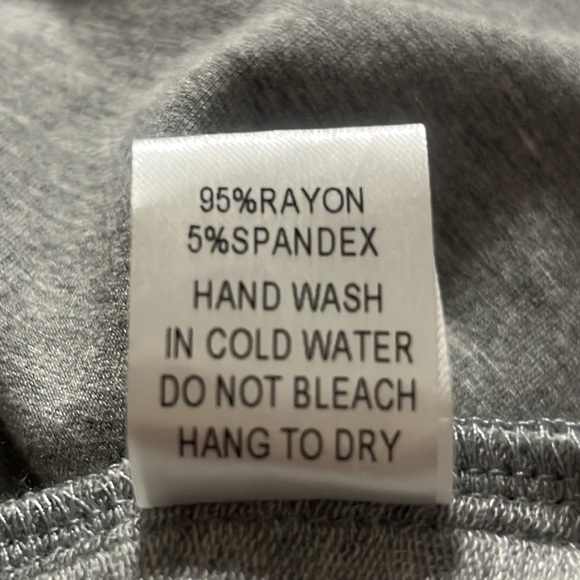 95%RAYON
5%SPANDEX
HAND WASH
IN COLD WATER
DO NOT BLEACH
HANG TO DRY